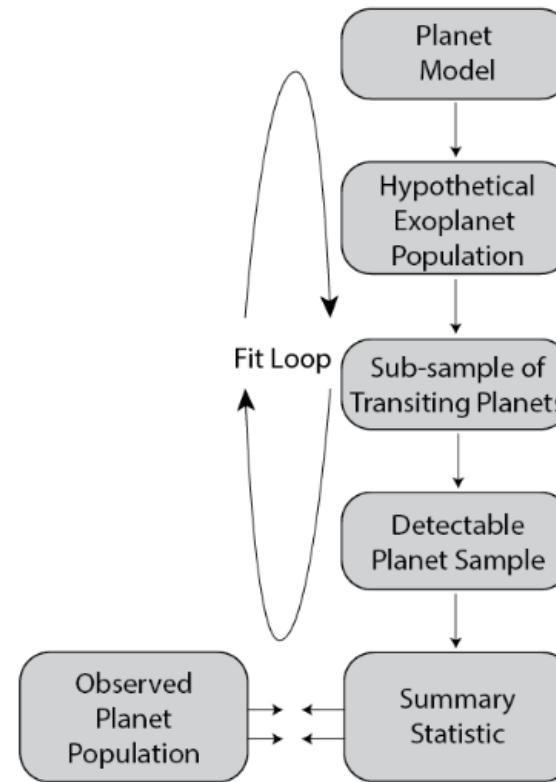 Planet
Model
Hypothetical
Exoplanet
Population
Fit Loop
Sub-sample of
Transiting Planets
Detectable
Planet Sample
Observed
Planet
Population
Summary
Statistic